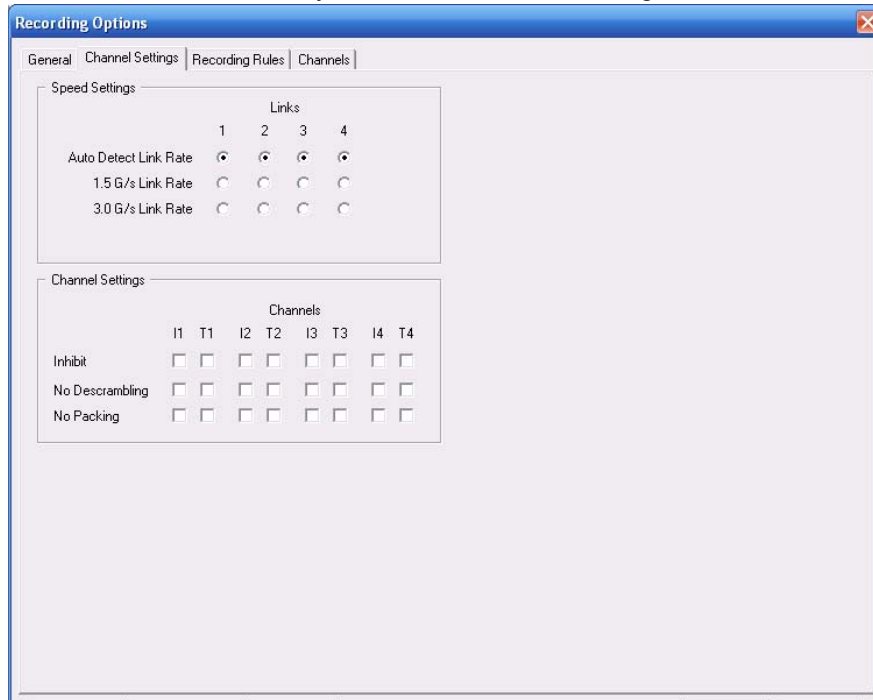 Recording Options
General Channel Settings Recording Rules Channels
Speed Settings
Links
1 2 3 4
Auto Detect Link Rate
1.5 G/s Link Rate
3.0 G/s Link Rate
Channel Settings
Channels
I1 T1 I2 T2 I3 T3 I4 T4
Inhibit
No Descrambling
No Packing